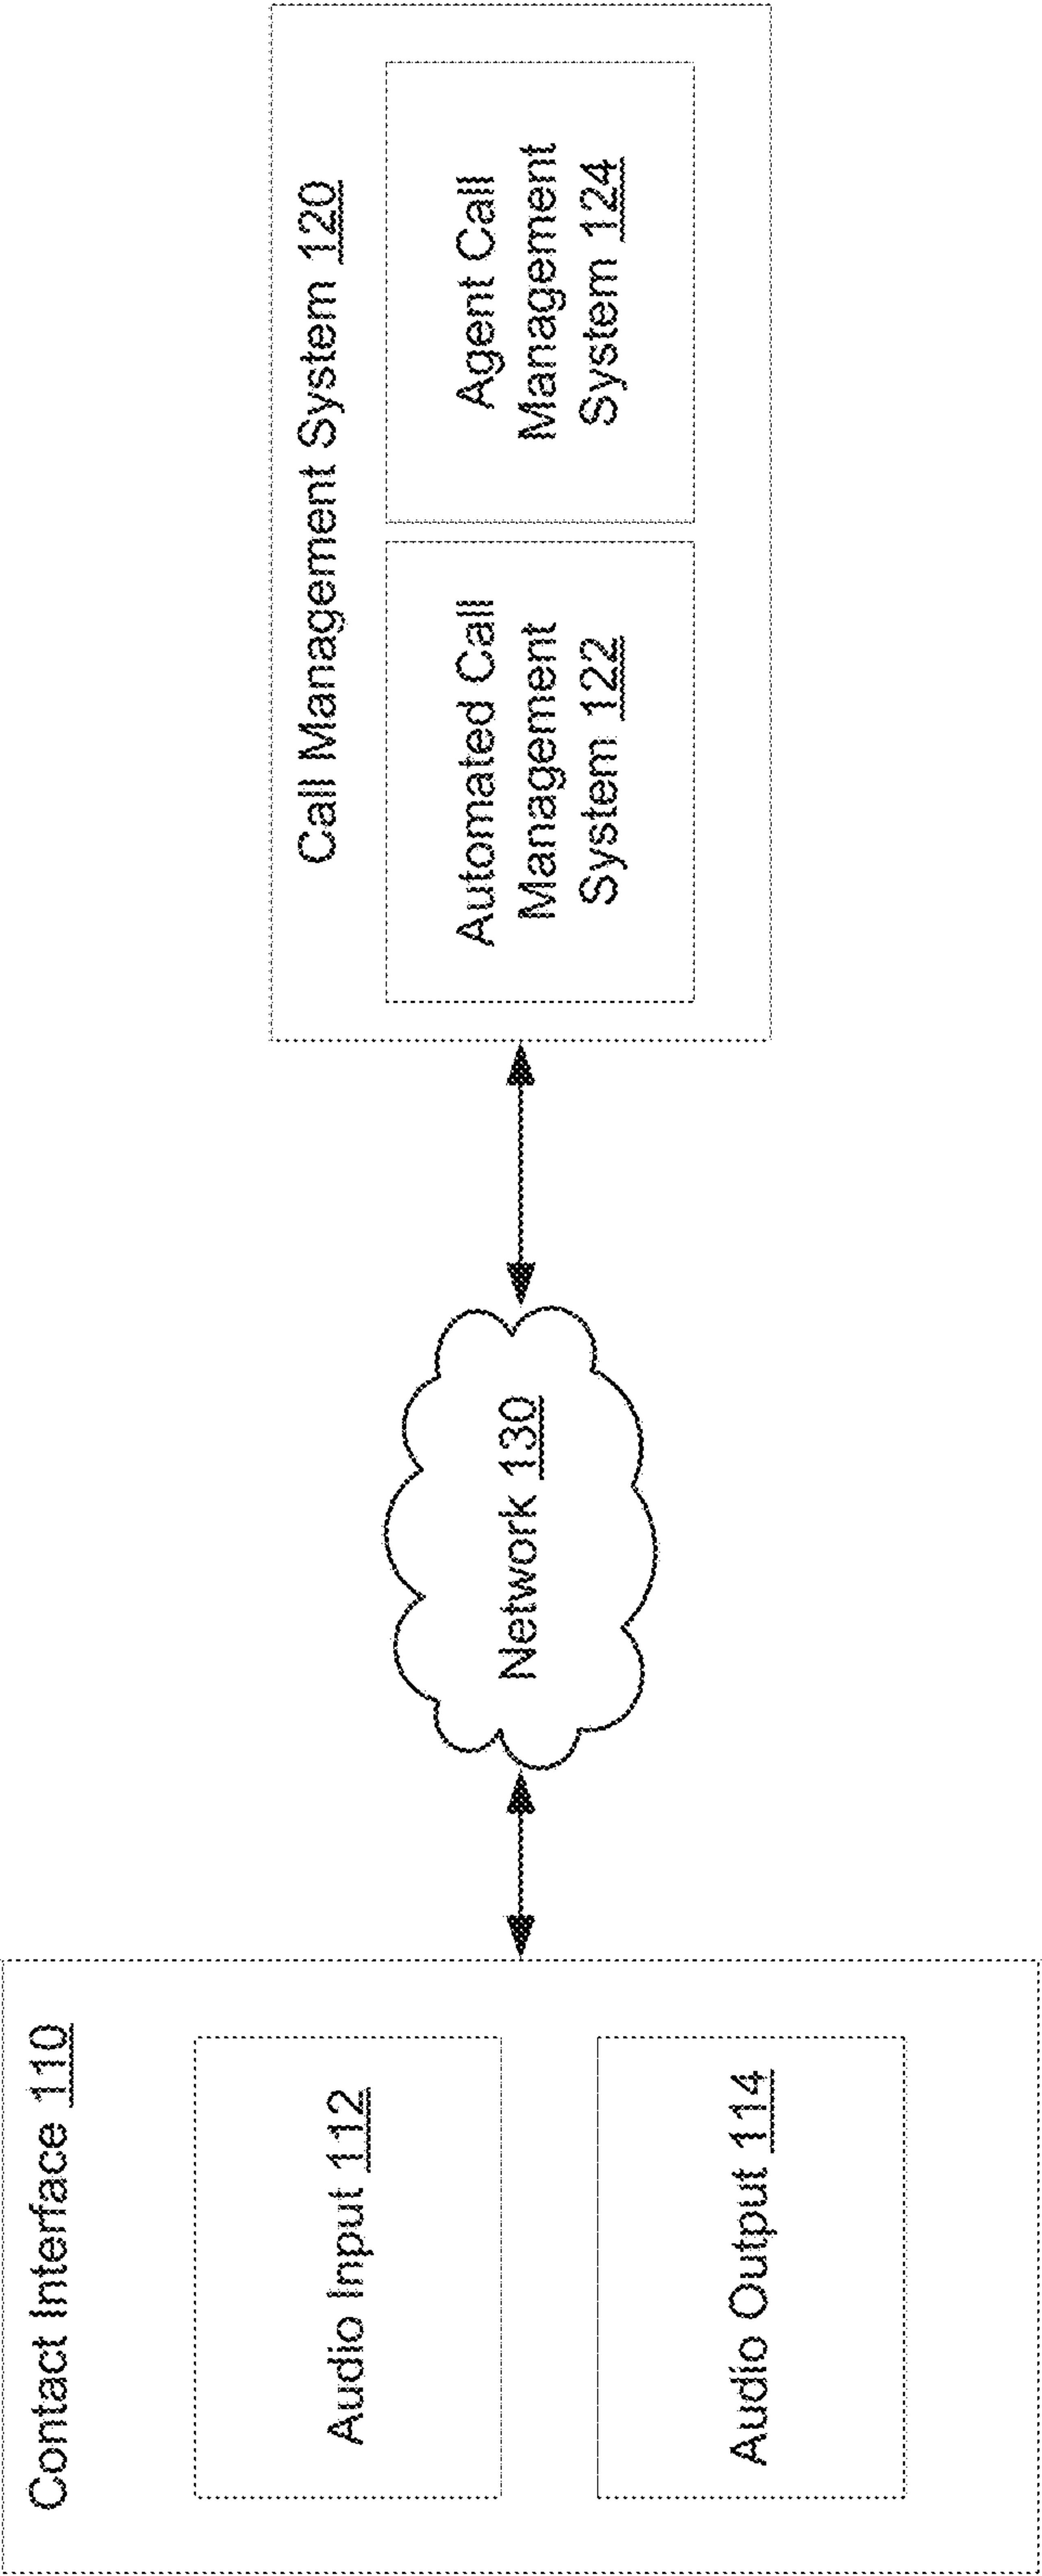 Contact Interface 110
Audio Input 112
Audio Output 114
Network 130
Call Management System 120
Automated Call
Management
System 122
Agent Call
Management
System 124